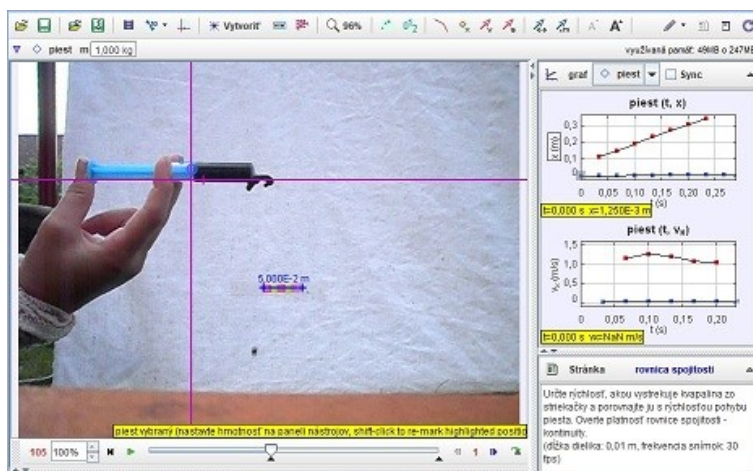 Vytvoriť 96%
piest m 1,000 kg
využívaná pamäť: 49MB o 247MB
graf piest Sync
piest (t, x)
x (m)
0,3
0,2
0,1
0
0 0,05 0,10 0,15 0,20 0,25
t (s)
t=0,000 s x=1,250E-3 m
piest (t, vx)
vx (m/s)
1,5
1,0
0,5
0
0 0,05 0,10 0,15 0,20
t (s)
t=0,000 s vx=NaN m/s
5,000E-2 m
piest vybraný (nastavte hmotnosť na paneli nástrojov, shift-click to re-mark highlighted positio
105 100% 1
Stránka rovnica spojitosti
Určte rýchlosť, akou vystrekuje kvapalina zo
striekačky a porovnajte ju s rýchlosťou pohybu
piesta. Overte platnosť rovnice spojitosti -
kontinuity.
(dĺžka dielika: 0,01 m, frekvencia snímok: 30
fps)